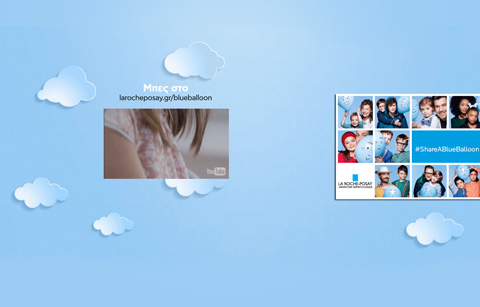 Μπες στο
larocheposay.gr/blueballoon
YouTube
#ShareABlueBalloon
LA ROCHE-POSAY